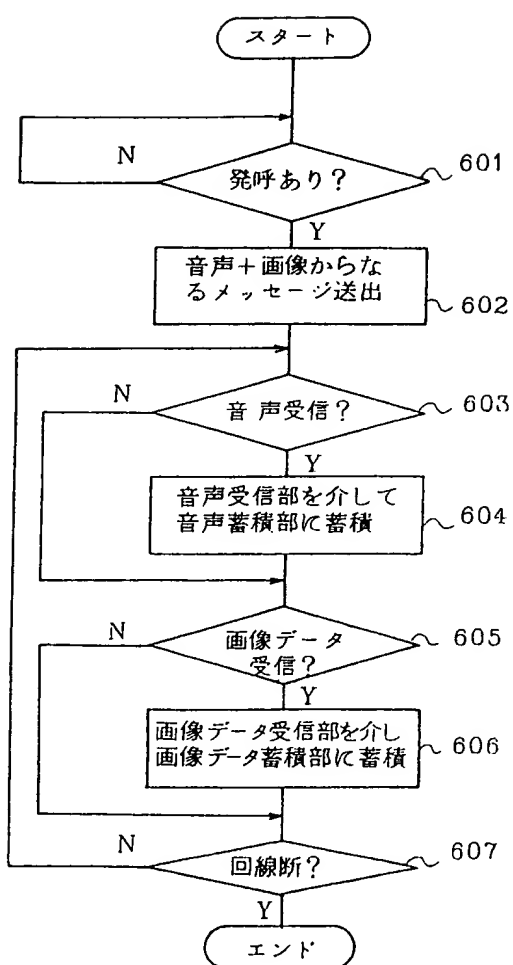 スタート
N
発呼あり?
601
Y
音声+画像からな
るメッセージ送出
602
N
音声受信?
603
Y
音声受信部を介して
音声蓄積部に蓄積
604
N
画像データ
受信?
605
Y
画像データ受信部を介し
画像データ蓄積部に蓄積
606
N
回線断?
607
Y
エンド